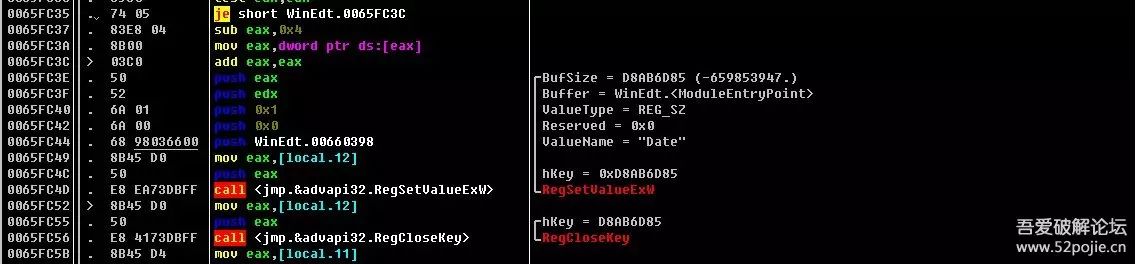 0065FC35 . 74 05 je short WinEdt.0065FC3C
0065FC37 . 83E8 04 sub eax,0x4
0065FC3A . 8B00 mov eax,dword ptr ds:[eax]
0065FC3C > 03C0 add eax,eax
0065FC3E . 50 push eax ┌BufSize = D8AB6D85 (-659853947.)
0065FC3F . 52 push edx │Buffer = WinEdt.<ModuleEntryPoint>
0065FC40 . 6A 01 push 0x1 │ValueType = REG_SZ
0065FC42 . 6A 00 push 0x0 │Reserved = 0x0
0065FC44 . 68 98036600 push WinEdt.00660398 │ValueName = "Date"
0065FC49 . 8B45 D0 mov eax,[local.12]
0065FC4C . 50 push eax │hKey = 0xD8AB6D85
0065FC4D . E8 EA73DBFF call <jmp.&advapi32.RegSetValueExW> └RegSetValueExW
0065FC52 > 8B45 D0 mov eax,[local.12]
0065FC55 . 50 push eax ┌hKey = D8AB6D85
0065FC56 . E8 4173DBFF call <jmp.&advapi32.RegCloseKey> └RegCloseKey
0065FC5B . 8B45 D4 mov eax,[local.11]
吾爱破解论坛
www.52pojie.cn